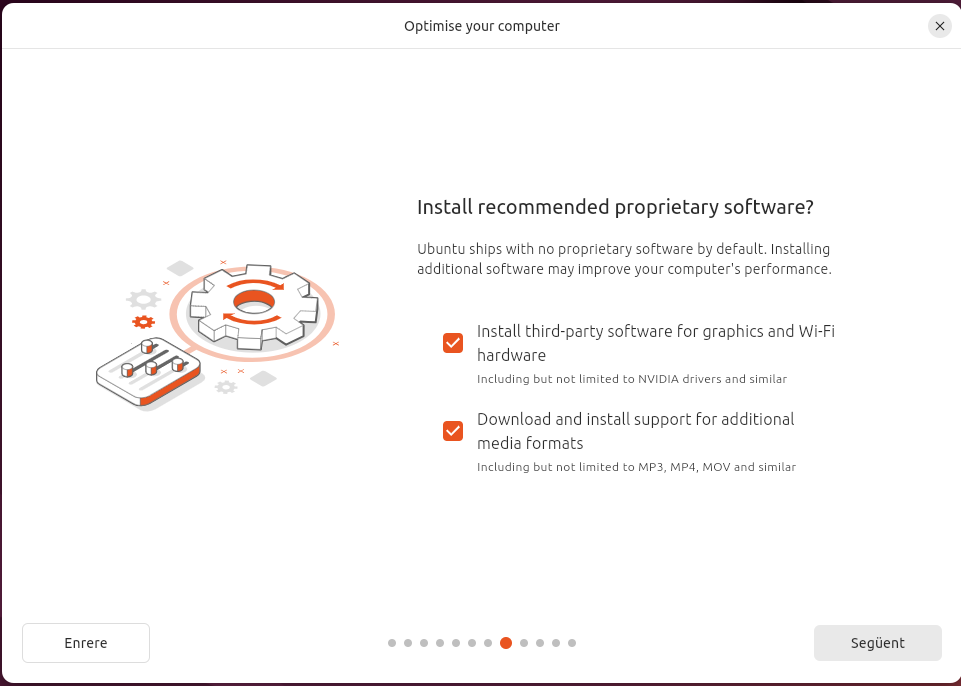 Optimise your computer
Install recommended proprietary software?
Ubuntu ships with no proprietary software by default. Installing
additional software may improve your computer's performance.
Install third-party software for graphics and Wi-Fi
hardware
Including but not limited to NVIDIA drivers and similar
Download and install support for additional
media formats
Including but not limited to MP3, MP4, MOV and similar
Enrere
Següent